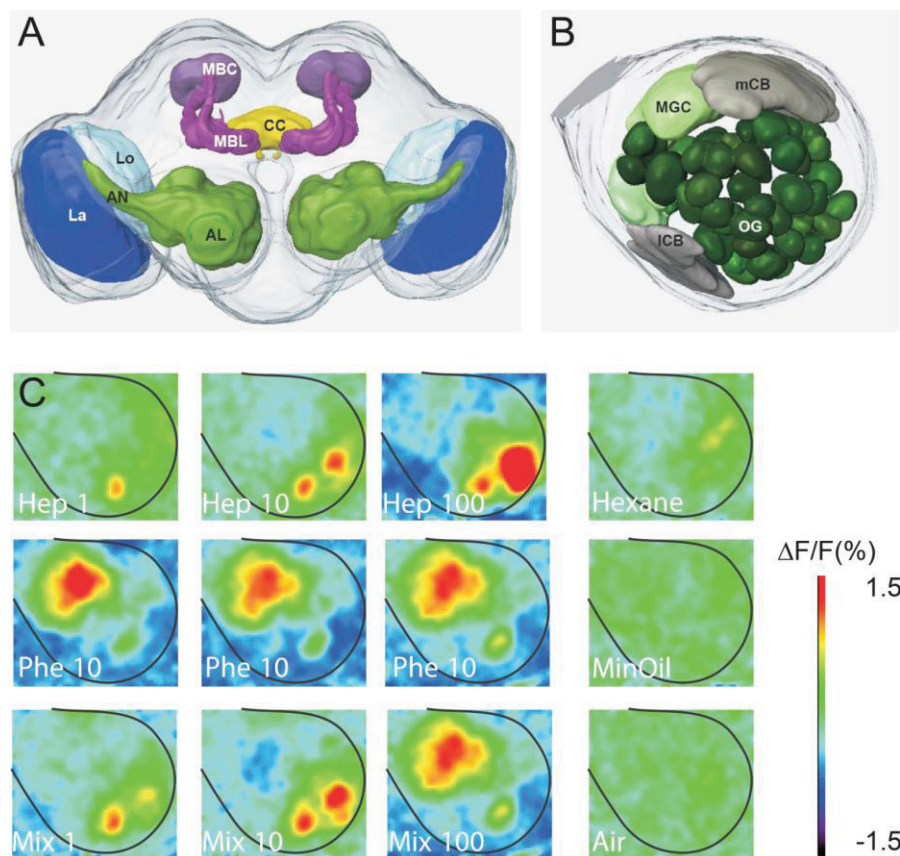 A
MBC
CC
MBL
Lo
AN
La
AL
B
mCB
MGC
OG
lCB
C
Hep 1
Hep 10
Hep 100
Hexane
Phe 10
Phe 10
Phe 10
MinOil
Mix 1
Mix 10
Mix 100
Air
ΔF/F(%)
1.5
-1.5